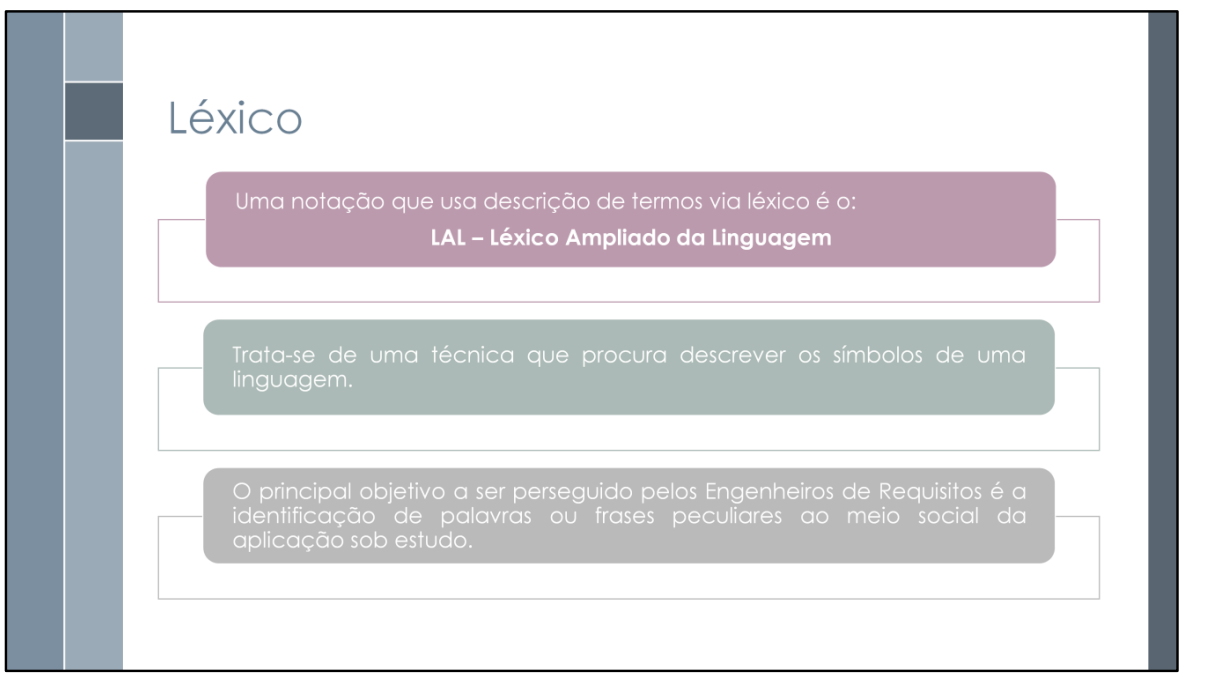 Léxico
Uma notação que usa descrição de termos via léxico é o:
LAL – Léxico Ampliado da Linguagem
Trata-se de uma técnica que procura descrever os símbolos de uma
linguagem.
O principal objetivo a ser perseguido pelos Engenheiros de Requisitos é a
identificação de palavras ou frases peculiares ao meio social da
aplicação sob estudo.